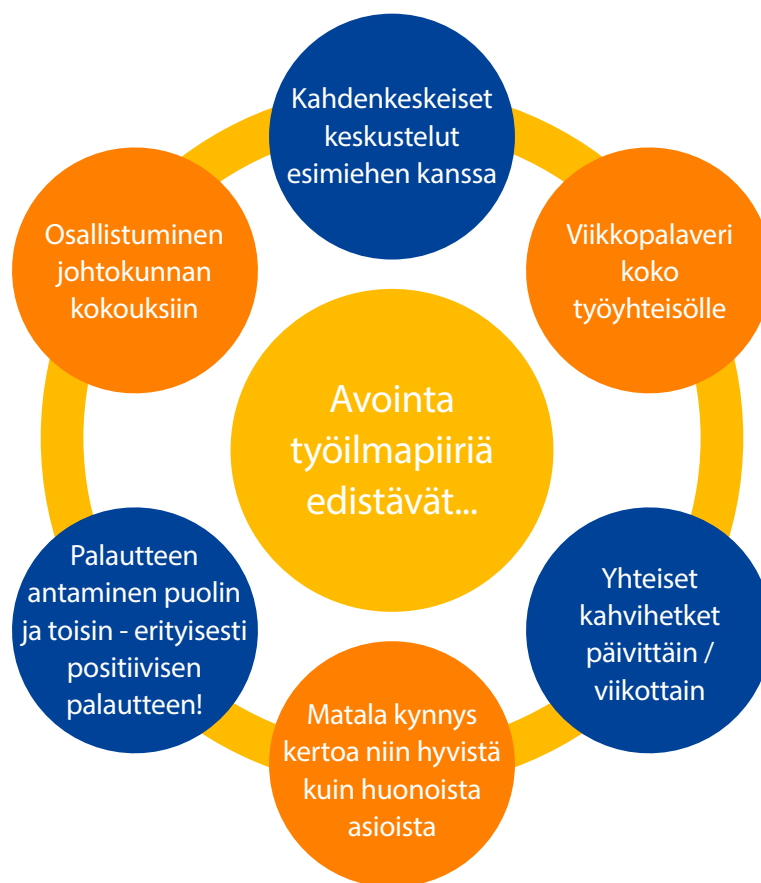 Kahdenkeskeiset
keskustelut
esimiehen kanssa
Viikkopalaveri
koko
työyhteisölle
Yhteiset
kahvihetket
päivittäin /
viikottain
Matala kynnys
kertoa niin hyvistä
kuin huonoista
asioista
Palautteen
antaminen puolin
ja toisin - erityisesti
positiivisen
palautteen!
Osallistuminen
johtokunnan
kokouksiin
Avointa
työilmapiiriä
edistävät...